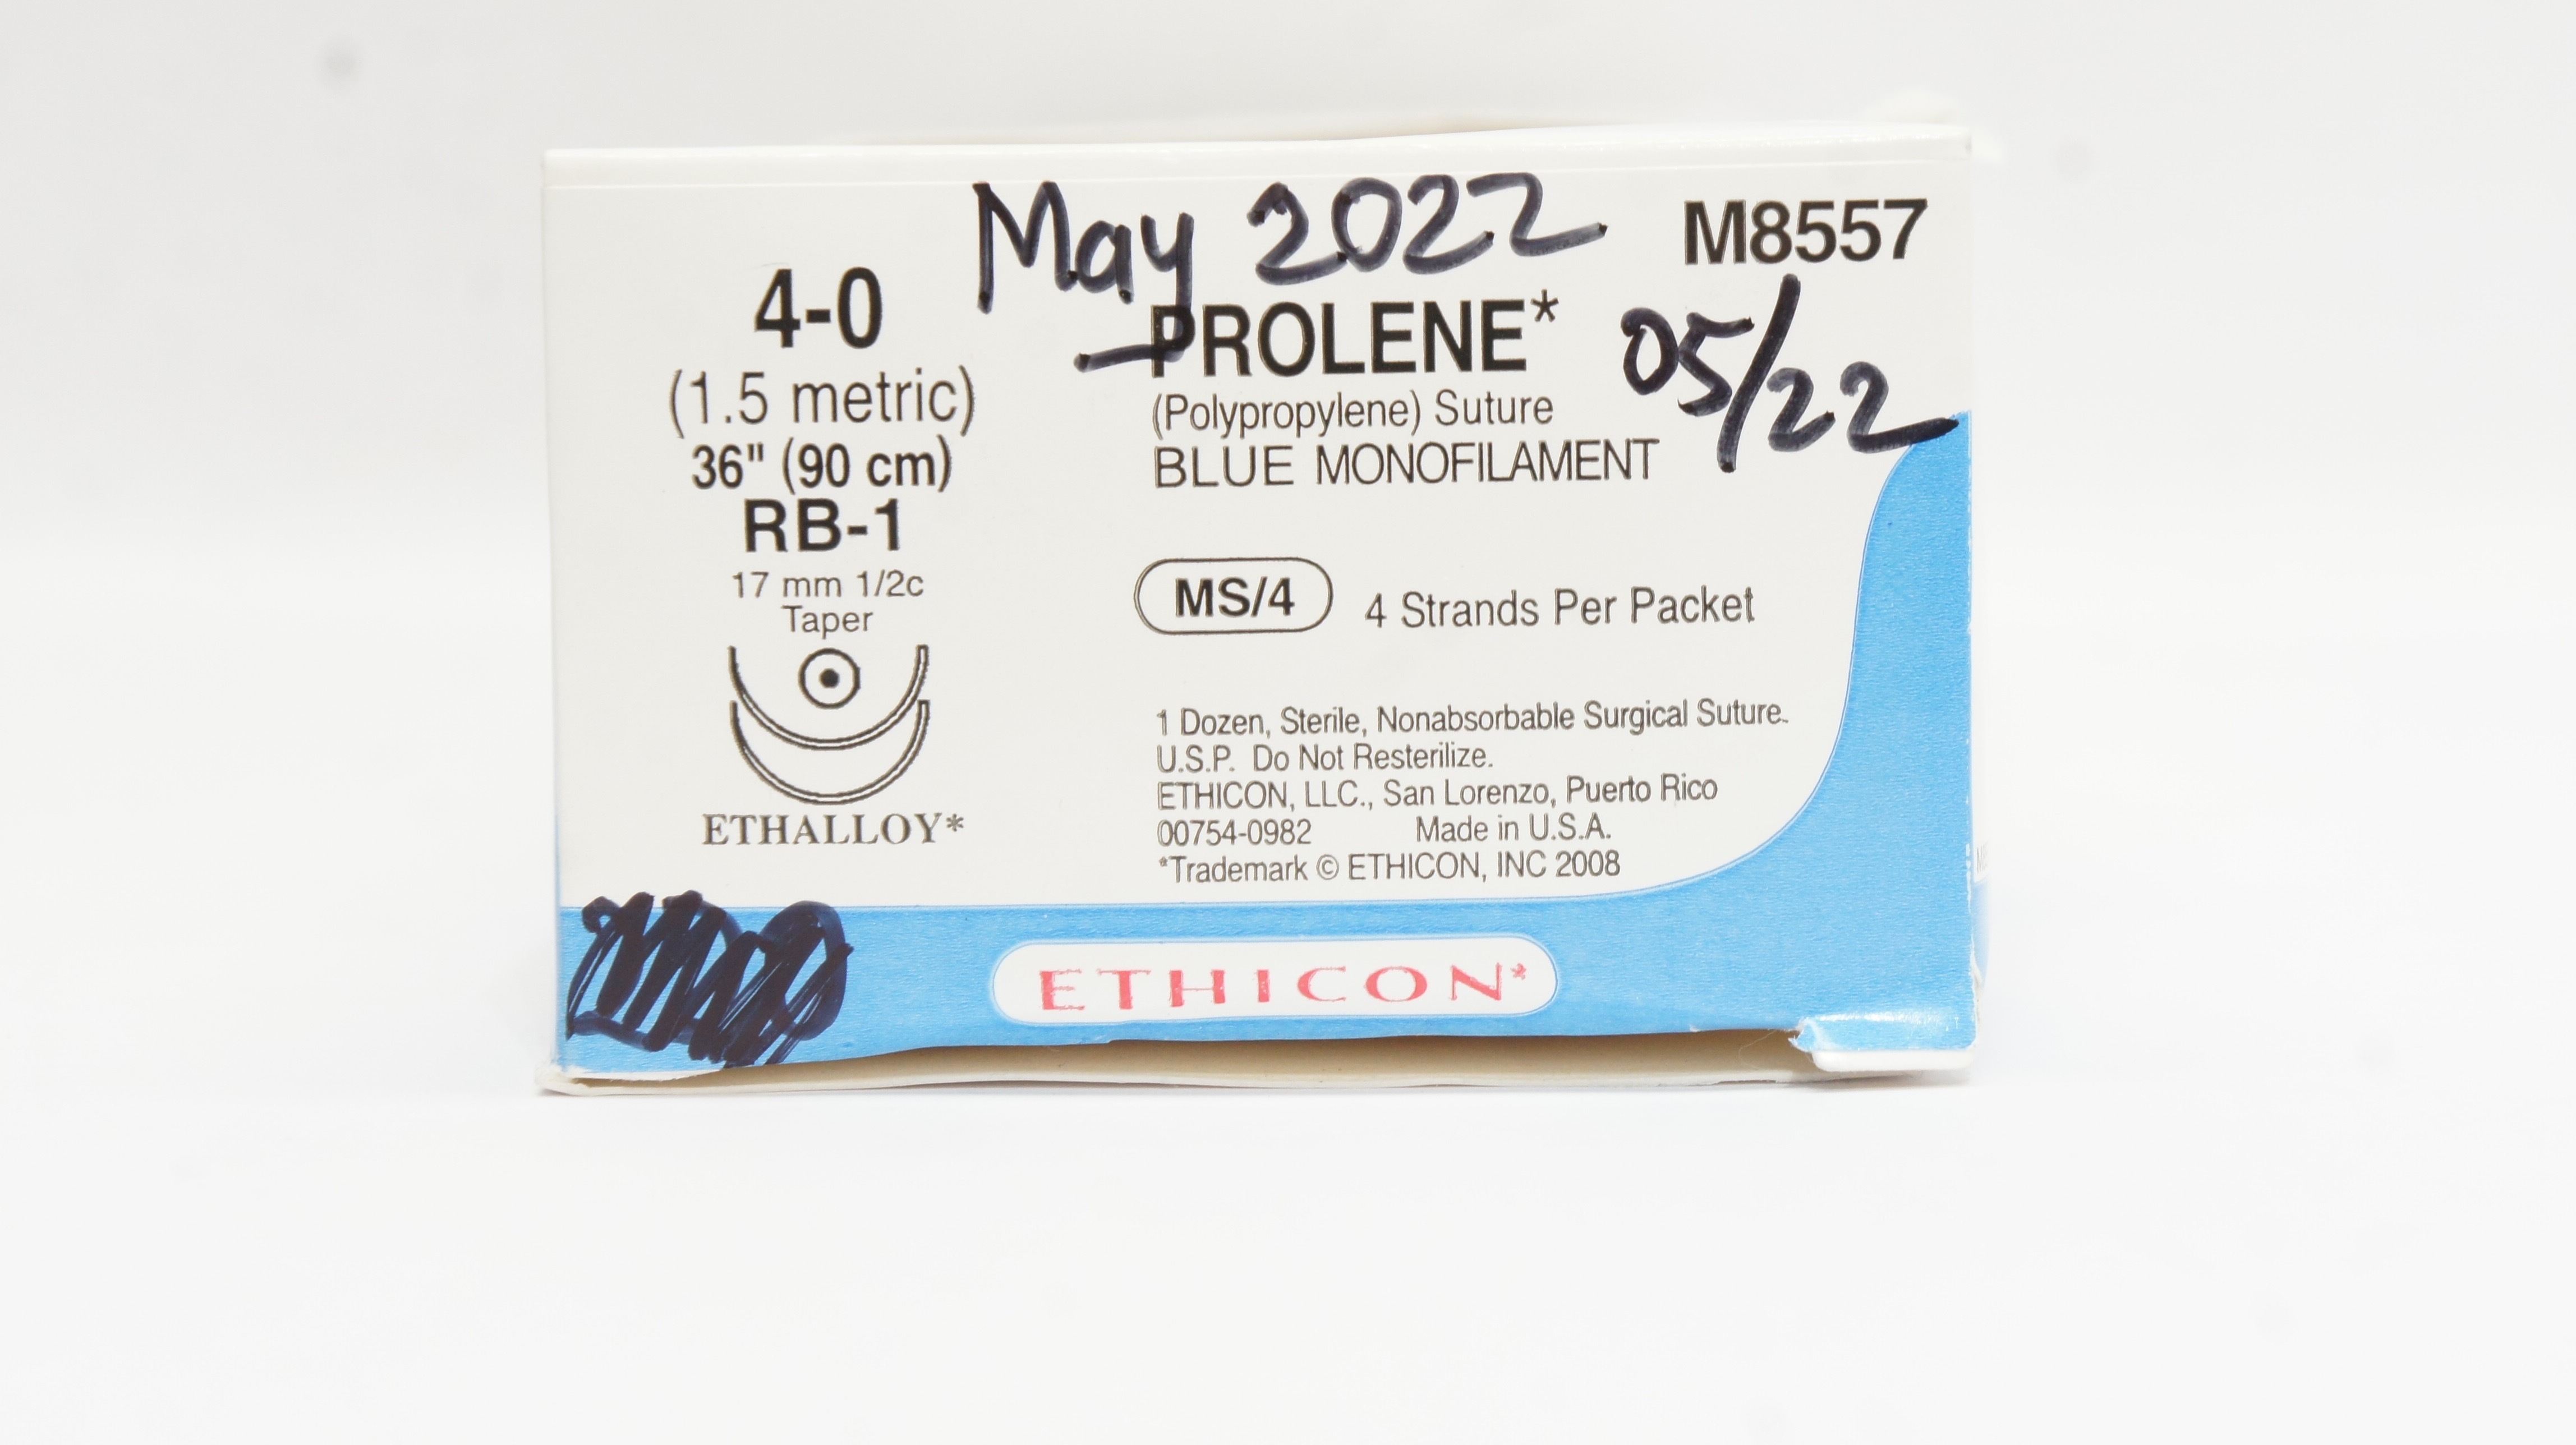 May 2022
M8557
05/22
4-0
(1.5 metric)
36" (90 cm)
RB-1
17 mm 1/2c
Taper
ETHALLOY*
PROLENE*
(Polypropylene) Suture
BLUE MONOFILAMENT
MS/4 4 Strands Per Packet
1 Dozen, Sterile, Nonabsorbable Surgical Suture.
U.S.P. Do Not Resterilize.
ETHICON, LLC., San Lorenzo, Puerto Rico
00754-0982 Made in U.S.A.
*Trademark © ETHICON, INC 2008
ETHICON*